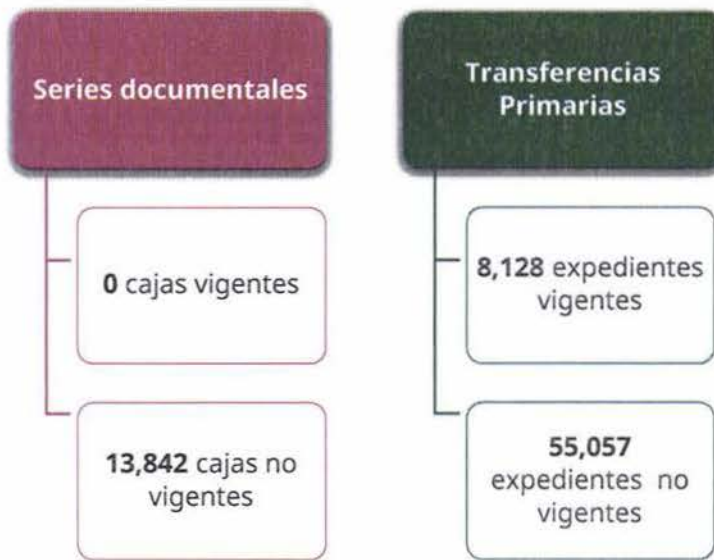 Series documentales
0 cajas vigentes
13,842 cajas no
vigentes
Transferencias
Primarias
8,128 expedientes
vigentes
55,057
expedientes no
vigentes